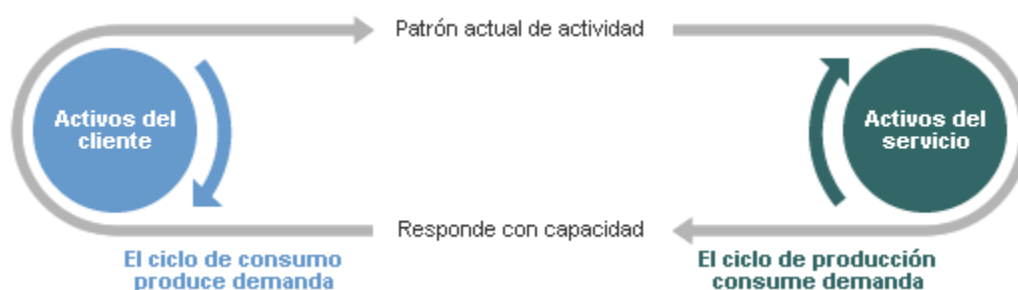 Patrón actual de actividad
Activos del
cliente
Activos del
servicio
Responde con capacidad
El ciclo de consumo
produce demanda
El ciclo de producción
consume demanda